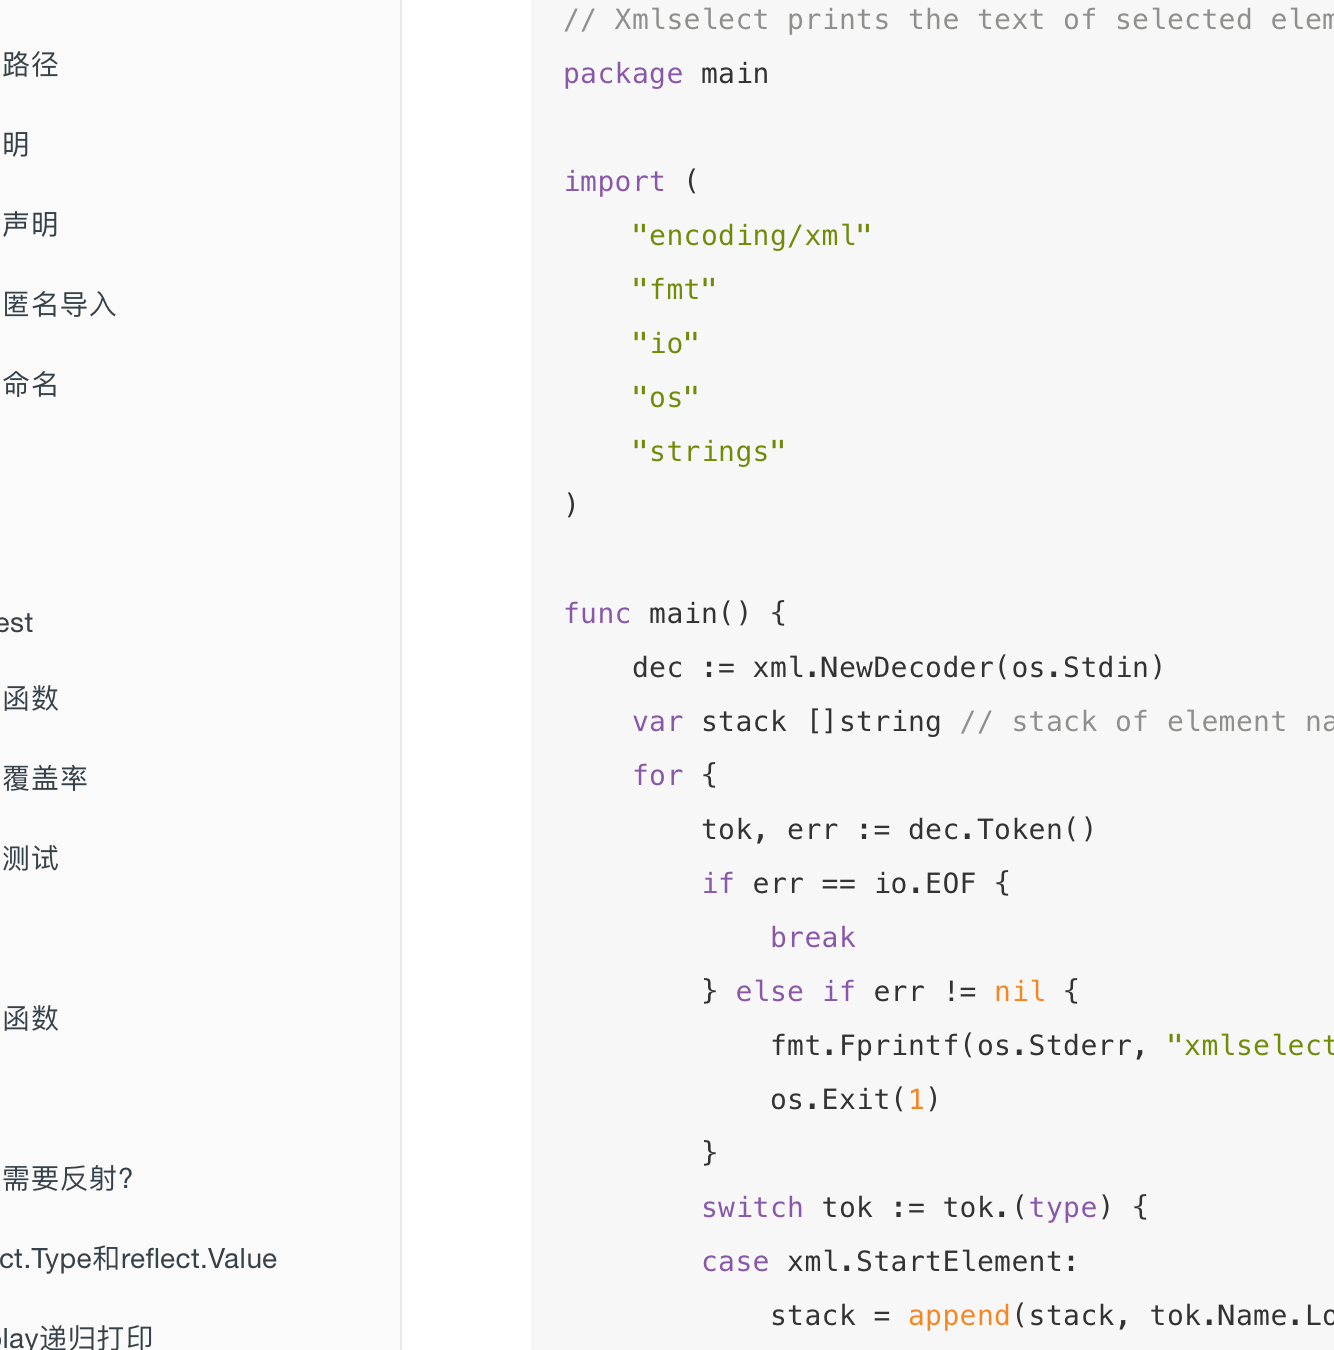 路径
明
声明
匿名导入
命名
est
函数
覆盖率
测试
函数
需要反射?
ct.Type和reflect.Value
lay递归打印
// Xmlselect prints the text of selected elem
package main
import (
"encoding/xml"
"fmt"
"io"
"os"
"strings"
)
func main() {
dec := xml.NewDecoder(os.Stdin)
var stack []string // stack of element na
for {
tok, err := dec.Token()
if err == io.EOF {
break
} else if err != nil {
fmt.Fprintf(os.Stderr, "xmlselect
os.Exit(1)
}
switch tok := tok.(type) {
case xml.StartElement:
stack = append(stack, tok.Name.Lo